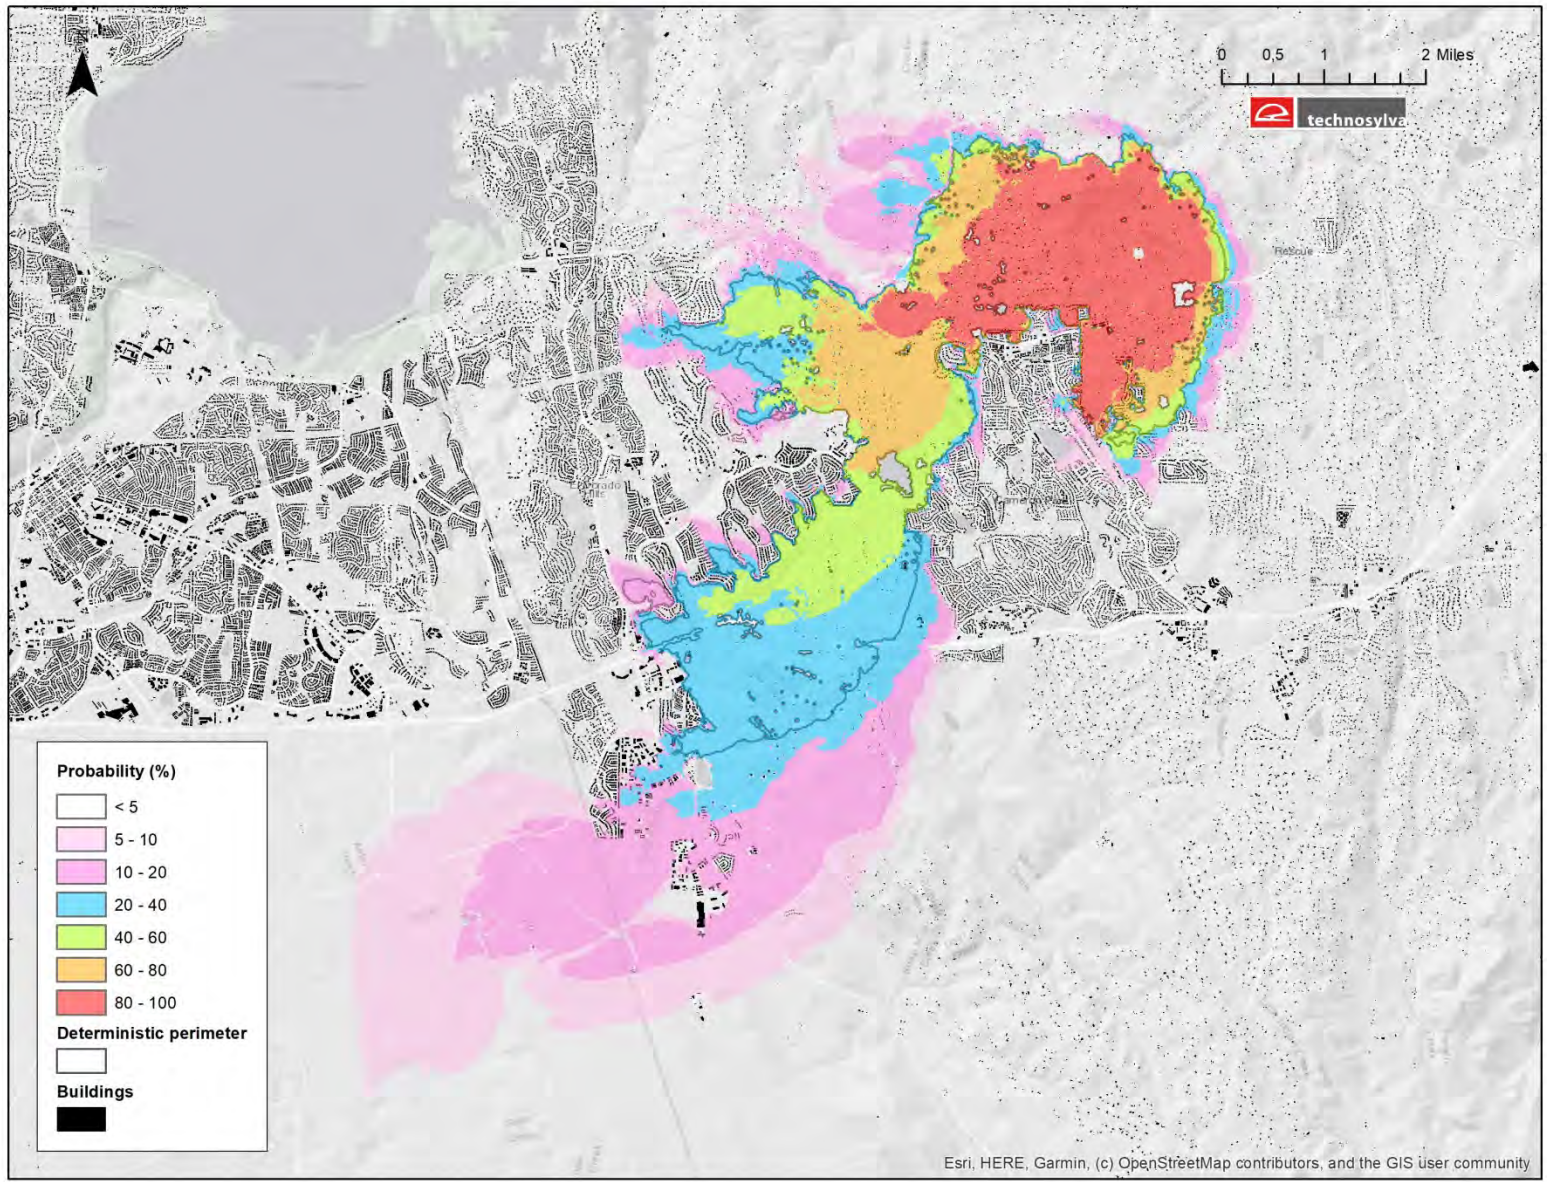 0 0,5 1 2 Miles
technosylva
Rescue
Probability (%)
< 5
5 - 10
10 - 20
20 - 40
40 - 60
60 - 80
80 - 100
Deterministic perimeter
Buildings
Esri, HERE, Garmin, (c) OpenStreetMap contributors, and the GIS user community